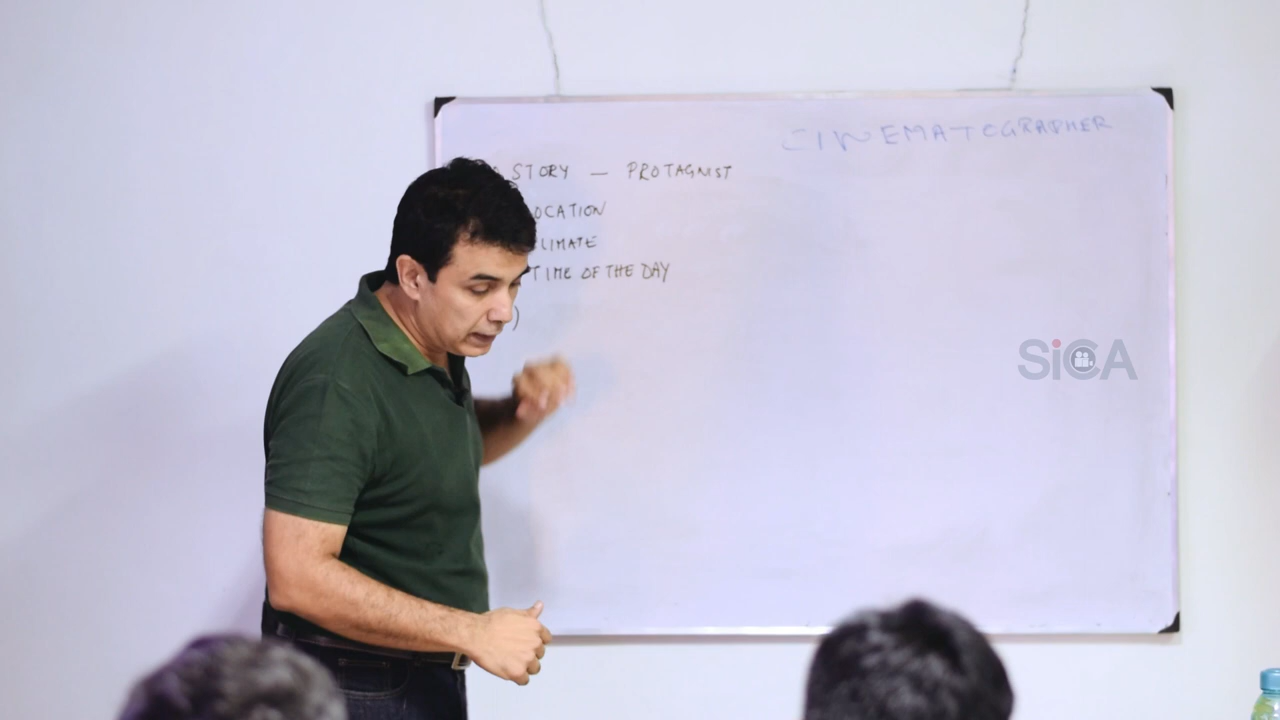 CINEMATOGRAPHER
STORY — PROTAGNIST
OCATION
LIMATE
TIME OF THE DAY
SiCA